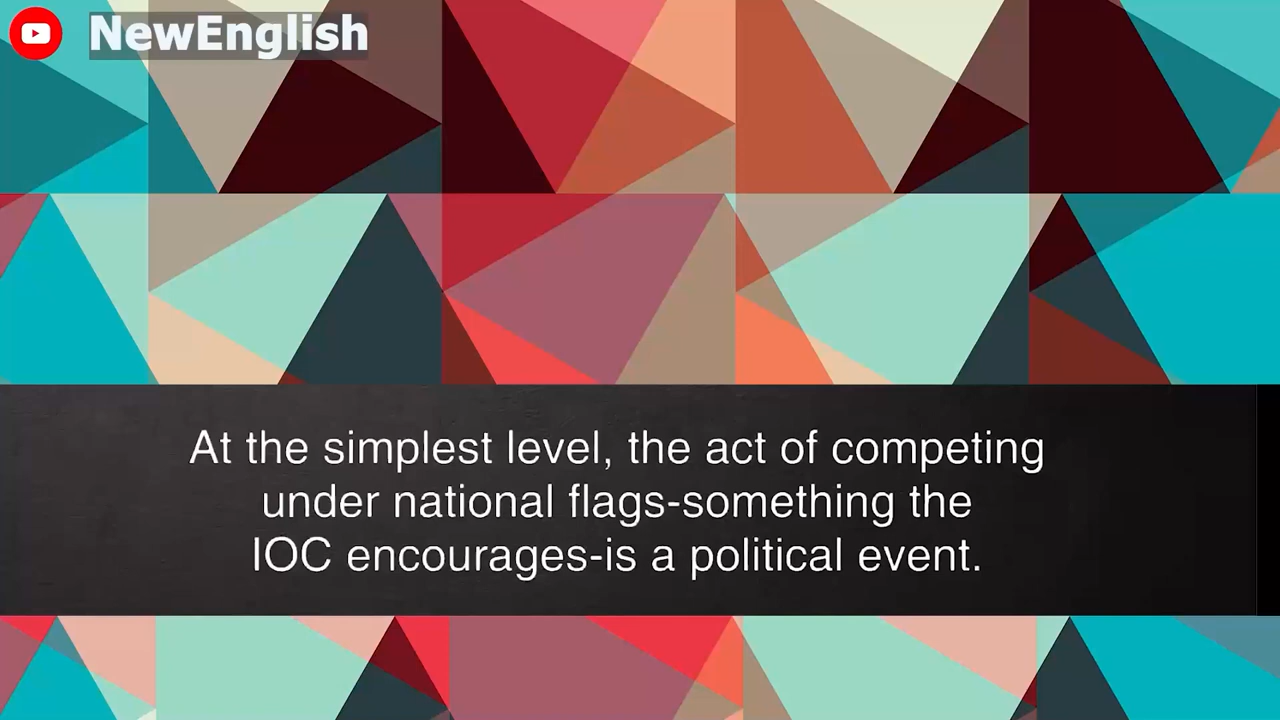 NewEnglish
At the simplest level, the act of competing
under national flags-something the
IOC encourages-is a political event.